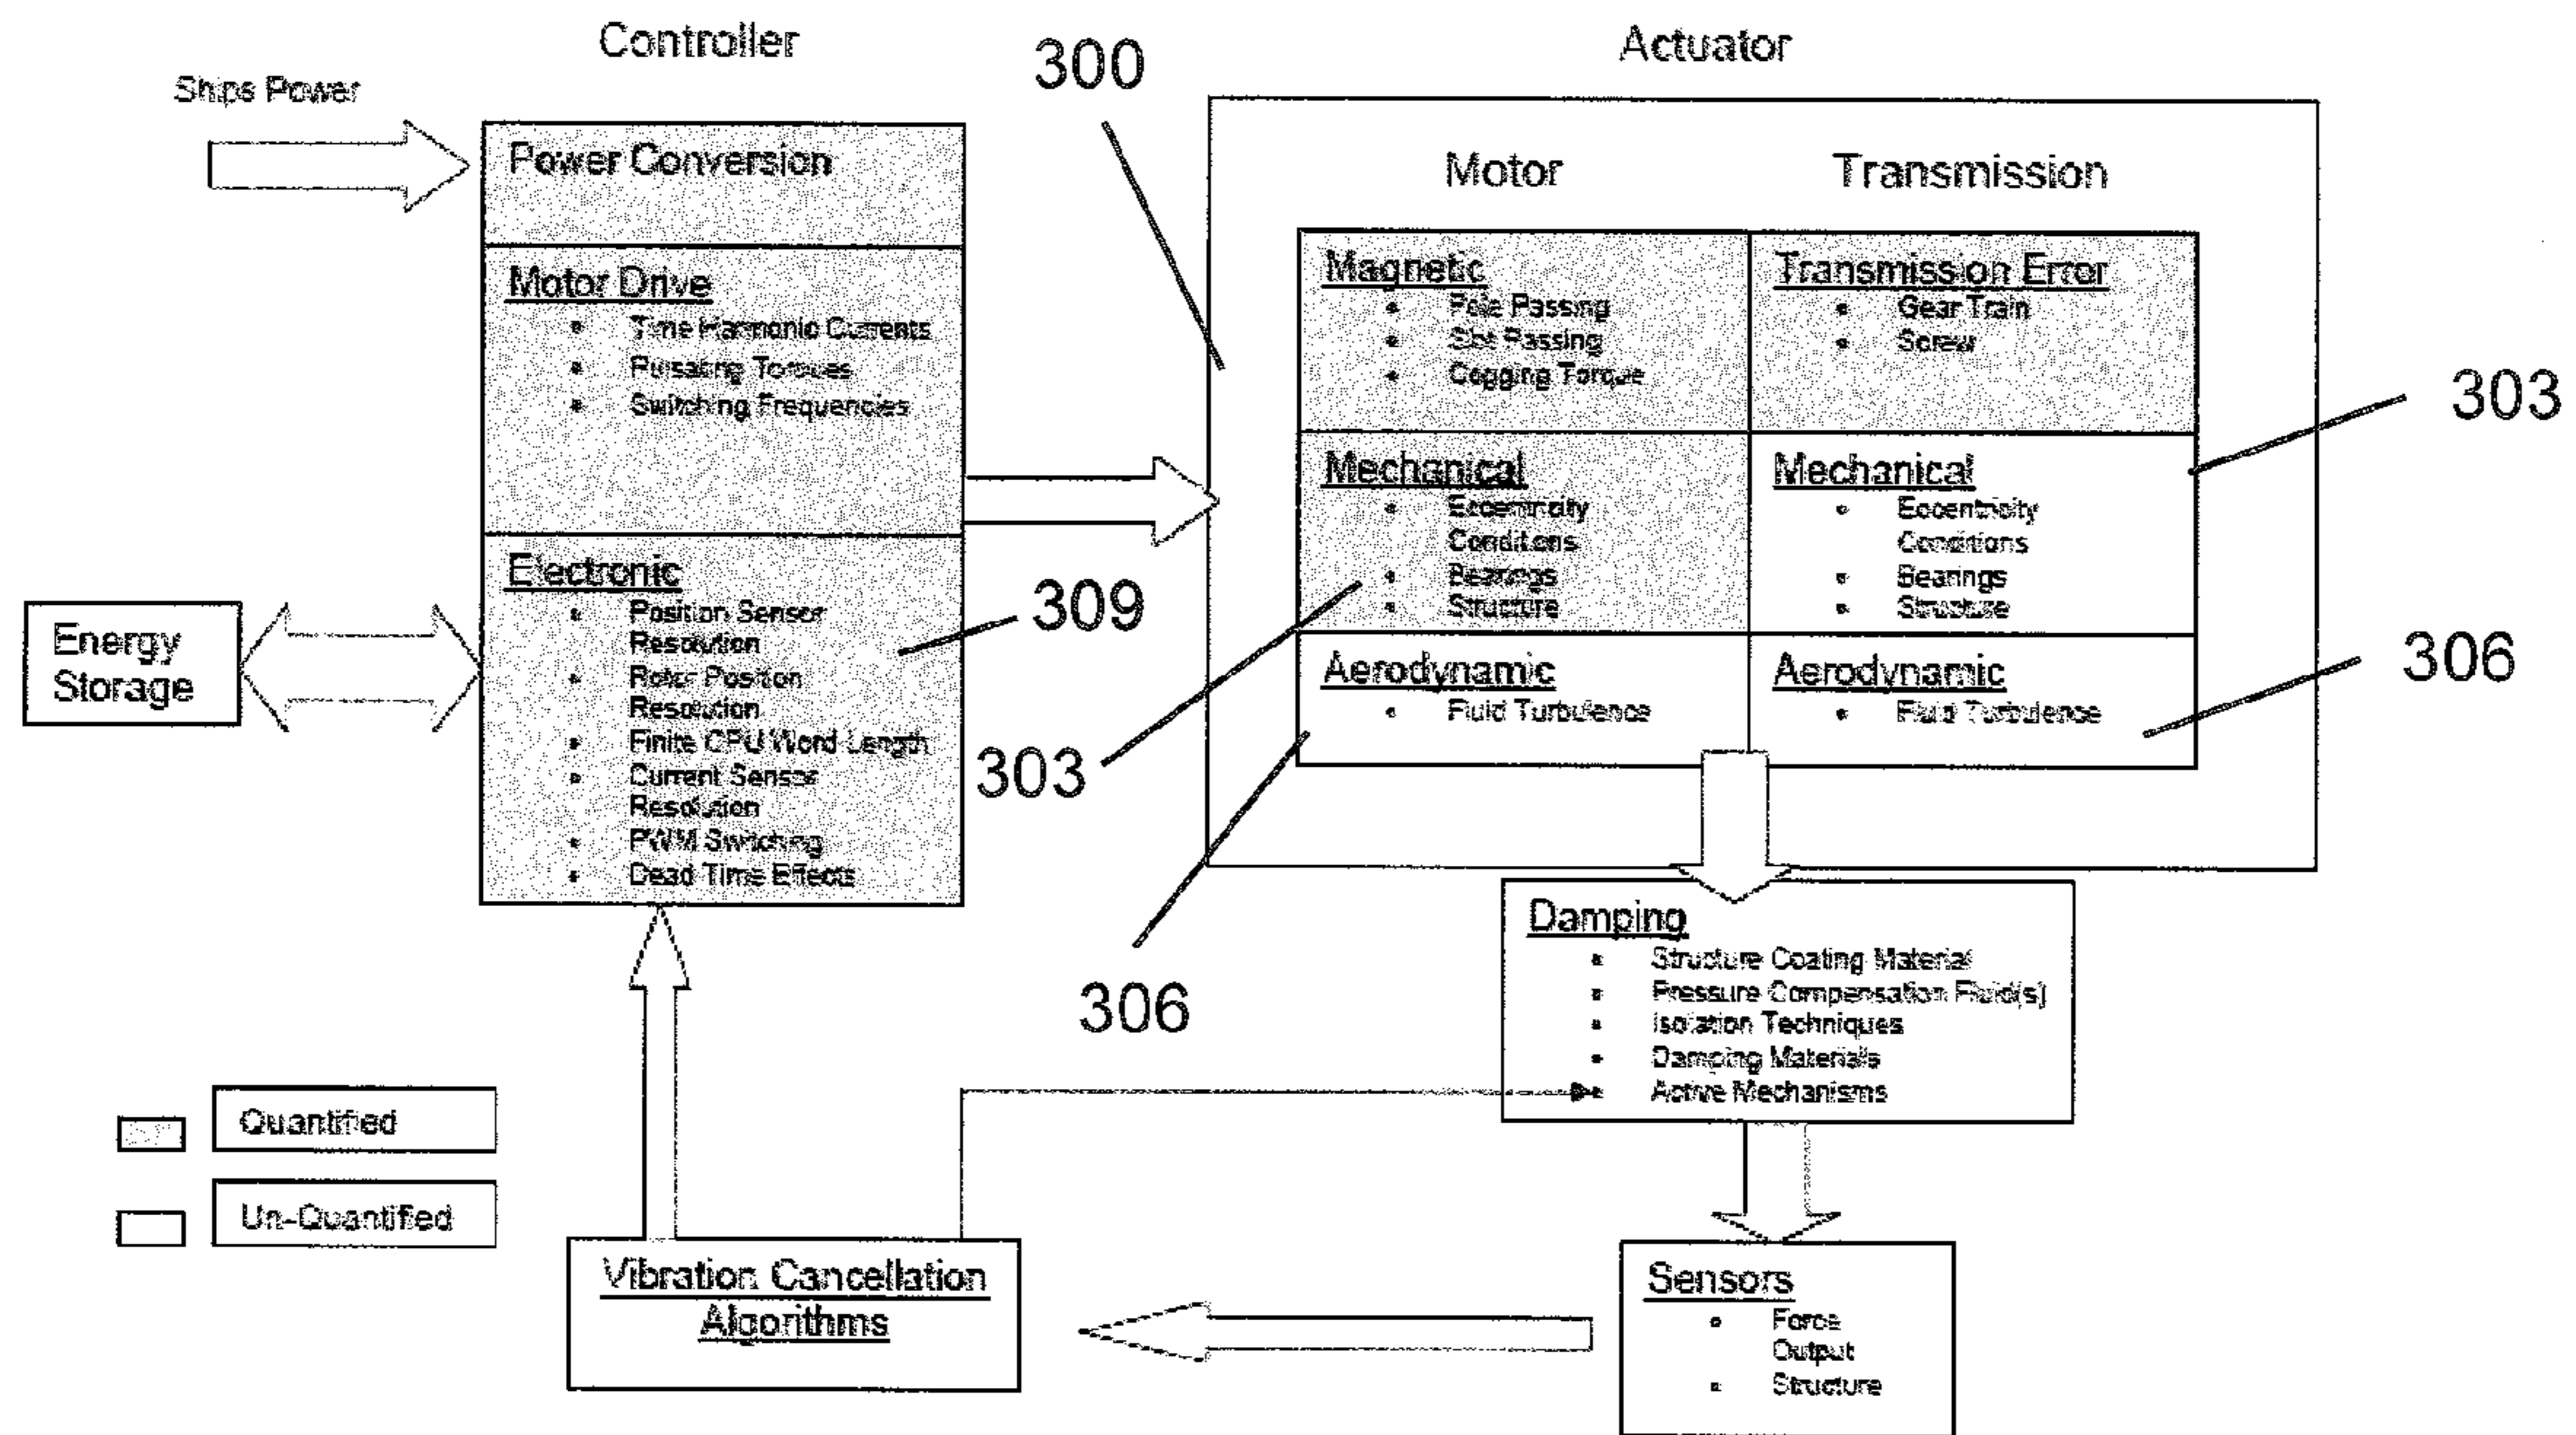 Controller
Ships Power
Power Conversion
Motor Drive
Time Harmonic Currents
Pulsating Torques
Switching Frequencies
Electronic
Position Sensor
Resolution
Rotor Position
Resolution
Finite CPU Word Length
Current Sensor
Resolution
PWM Switching
Dead Time Effects
Energy
Storage
300
309
303
306
Actuator
Motor
Transmission
Magnetic
Pole Passing
Slot Passing
Cogging Torque
Transmission Error
Gear Train
Screw
Mechanical
Eccentricity
Conditions
Bearings
Structure
Mechanical
Eccentricity
Conditions
Bearings
Structure
Aerodynamic
Fluid Turbulence
Aerodynamic
Fluid Turbulence
303
306
Damping
Structure Coating Material
Pressure Compensation Fluid(s)
Isolation Techniques
Damping Materials
Active Mechanisms
Quantified
Un-Quantified
Vibration Cancellation
Algorithms
Sensors
Force
Output
Structure